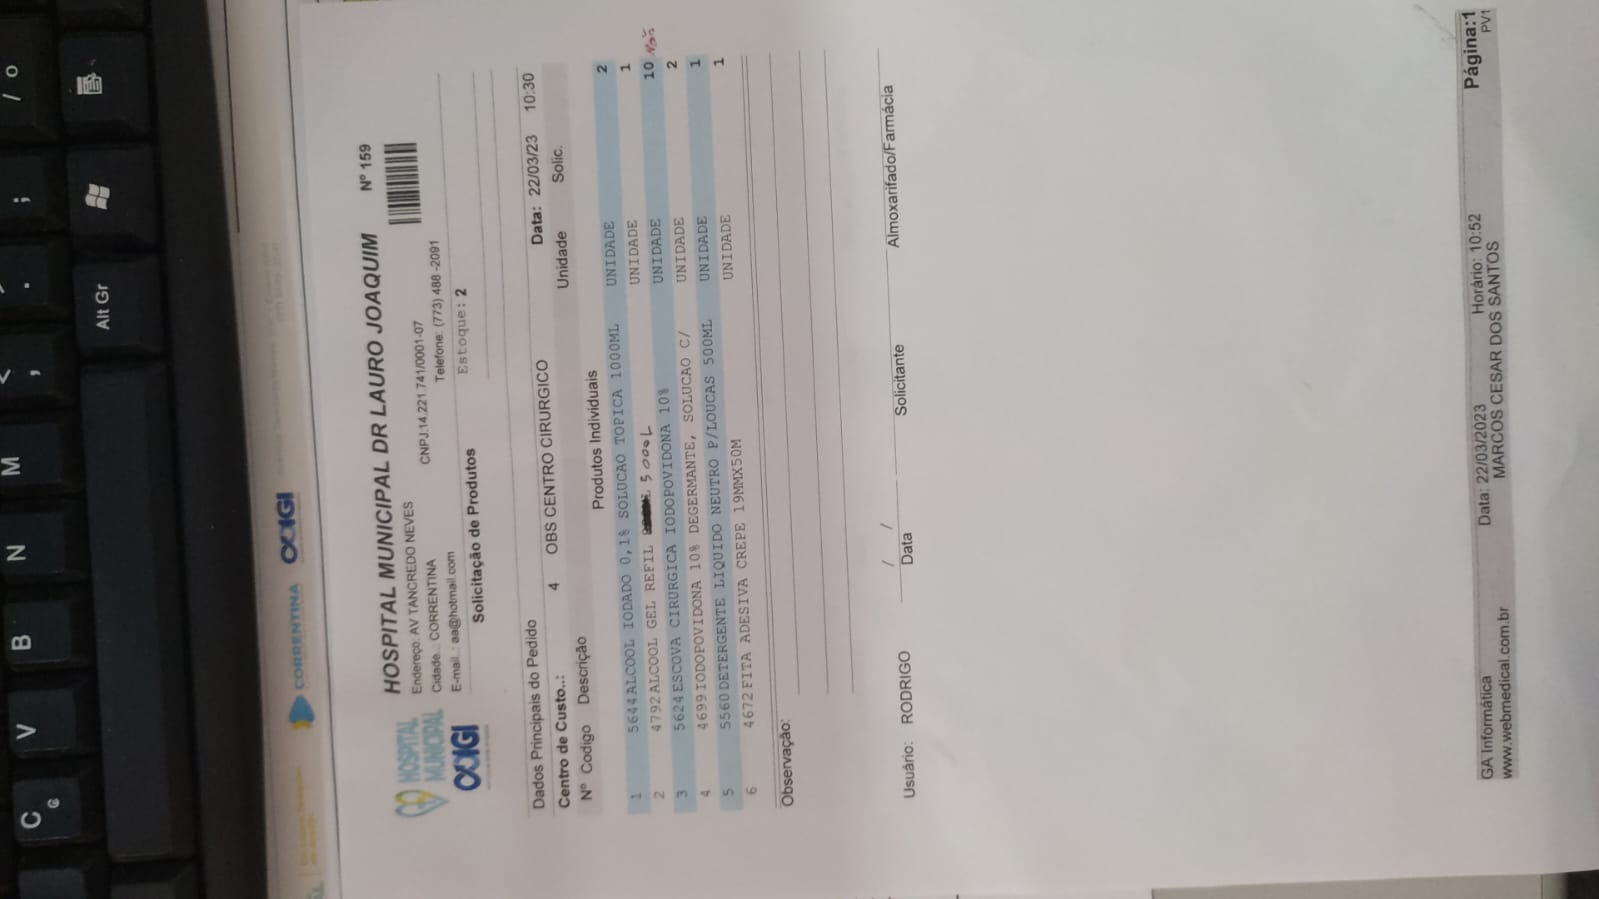 HOSPITAL MUNICIPAL DR LAURO JOAQUIM Nº 159
Endereço: AV TANCREDO NEVES CNPJ:14.221.741/0001-07
Cidade..: CORRENTINA Telefone: (773) 488 -2091
E-mail..: aa@hotmail.com Estoque: 2
Solicitação de Produtos
HOSPITAL
MUNICIPAL
IGI
CORRENTINA IGI
Dados Principais do Pedido Data: 22/03/23 10:30
Centro de Custo..: 4 OBS CENTRO CIRURGICO
Nº Codigo Descrição Unidade Solic.
Produtos Individuais
1 5644 ALCOOL IODADO 0,1% SOLUCAO TOPICA 1000ML UNIDADE 2
2 4792 ALCOOL GEL REFIL 5000L UNIDADE 1
3 5624 ESCOVA CIRURGICA IODOPOVIDONA 10% UNIDADE 10 Não
4 4699 IODOPOVIDONA 10% DEGERMANTE, SOLUCAO C/ UNIDADE 2
5 5560 DETERGENTE LIQUIDO NEUTRO P/LOUCAS 500ML UNIDADE 1
6 4672 FITA ADESIVA CREPE 19MMX50M UNIDADE 1
Observação:
Usuário: RODRIGO / / Data Solicitante Almoxarifado/Farmácia
GA Informática Data: 22/03/2023 Horário: 10:52 Página:1
www.webmedical.com.br MARCOS CESAR DOS SANTOS PV1
C
V
B
N
M
< ,
> .
; 
/ º
Alt Gr